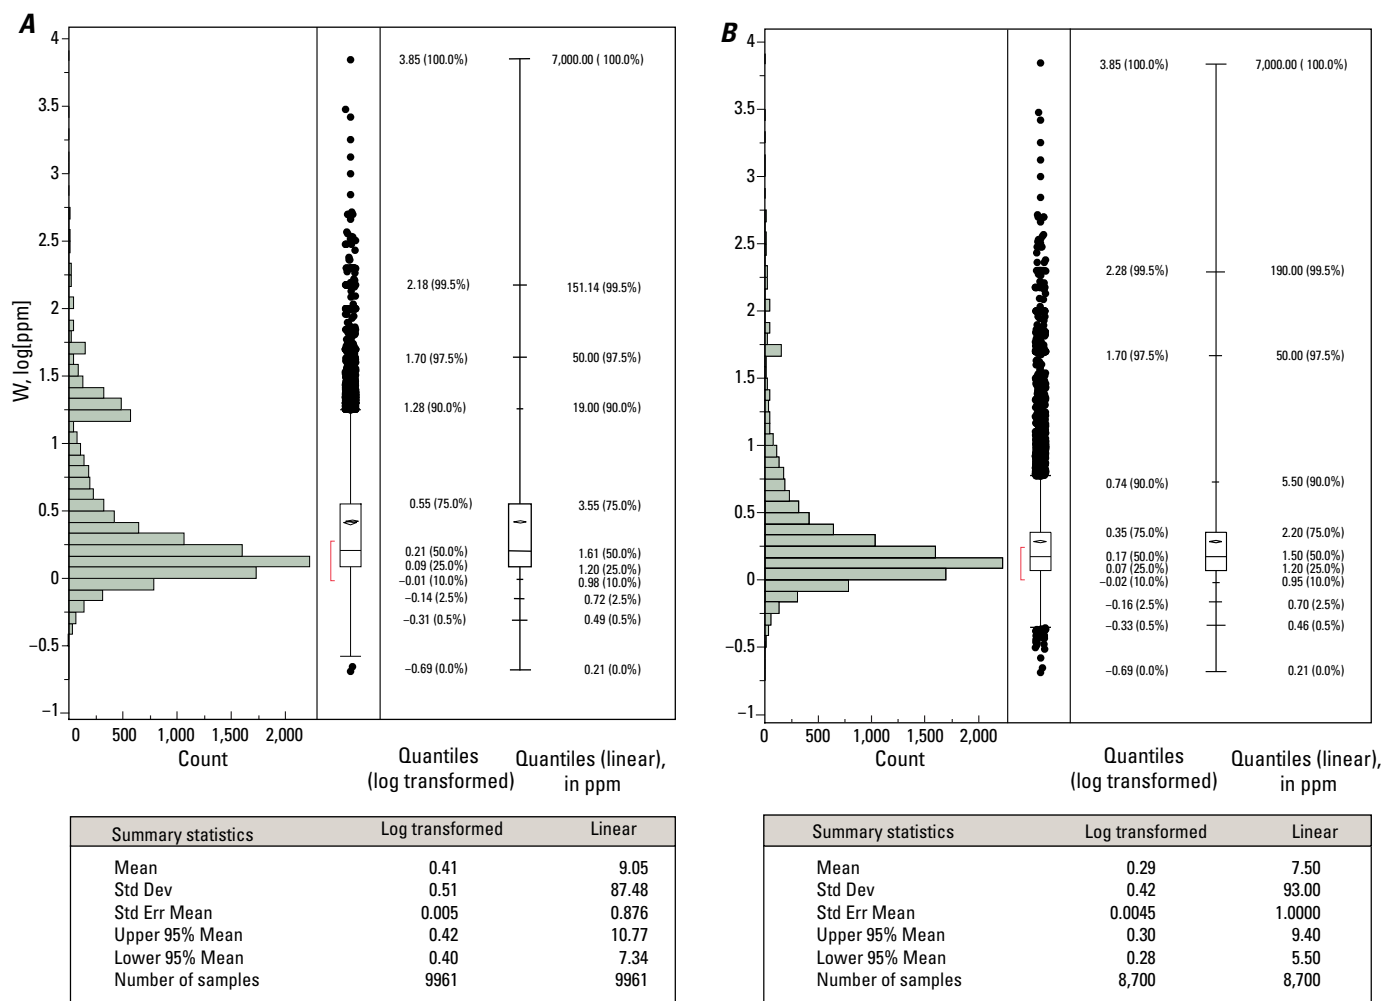 A
W, log[ppm]
4
3.5
3
2.5
2
1.5
1
0.5
0
−0.5
−1
0 500 1,000 1,500 2,000
Count
3.85 (100.0%) 7,000.00 ( 100.0%)
2.18 (99.5%) 151.14 (99.5%)
1.70 (97.5%) 50.00 (97.5%)
1.28 (90.0%) 19.00 (90.0%)
0.55 (75.0%) 3.55 (75.0%)
0.21 (50.0%) 1.61 (50.0%)
0.09 (25.0%) 1.20 (25.0%)
−0.01 (10.0%) 0.98 (10.0%)
−0.14 (2.5%) 0.72 (2.5%)
−0.31 (0.5%) 0.49 (0.5%)
−0.69 (0.0%) 0.21 (0.0%)
Quantiles Quantiles (linear),
(log transformed) in ppm
Summary statistics Log transformed Linear
Mean 0.41 9.05
Std Dev 0.51 87.48
Std Err Mean 0.005 0.876
Upper 95% Mean 0.42 10.77
Lower 95% Mean 0.40 7.34
Number of samples 9961 9961
B
4
3.5
3
2.5
2
1.5
1
0.5
0
−0.5
−1
0 500 1,000 1,500 2,000
Count
3.85 (100.0%) 7,000.00 ( 100.0%)
2.28 (99.5%) 190.00 (99.5%)
1.70 (97.5%) 50.00 (97.5%)
0.74 (90.0%) 5.50 (90.0%)
0.35 (75.0%) 2.20 (75.0%)
0.17 (50.0%) 1.50 (50.0%)
0.07 (25.0%) 1.20 (25.0%)
−0.02 (10.0%) 0.95 (10.0%)
−0.16 (2.5%) 0.70 (2.5%)
−0.33 (0.5%) 0.46 (0.5%)
−0.69 (0.0%) 0.21 (0.0%)
Quantiles Quantiles (linear),
(log transformed) in ppm
Summary statistics Log transformed Linear
Mean 0.29 7.50
Std Dev 0.42 93.00
Std Err Mean 0.0045 1.0000
Upper 95% Mean 0.30 9.40
Lower 95% Mean 0.28 5.50
Number of samples 8,700 8,700